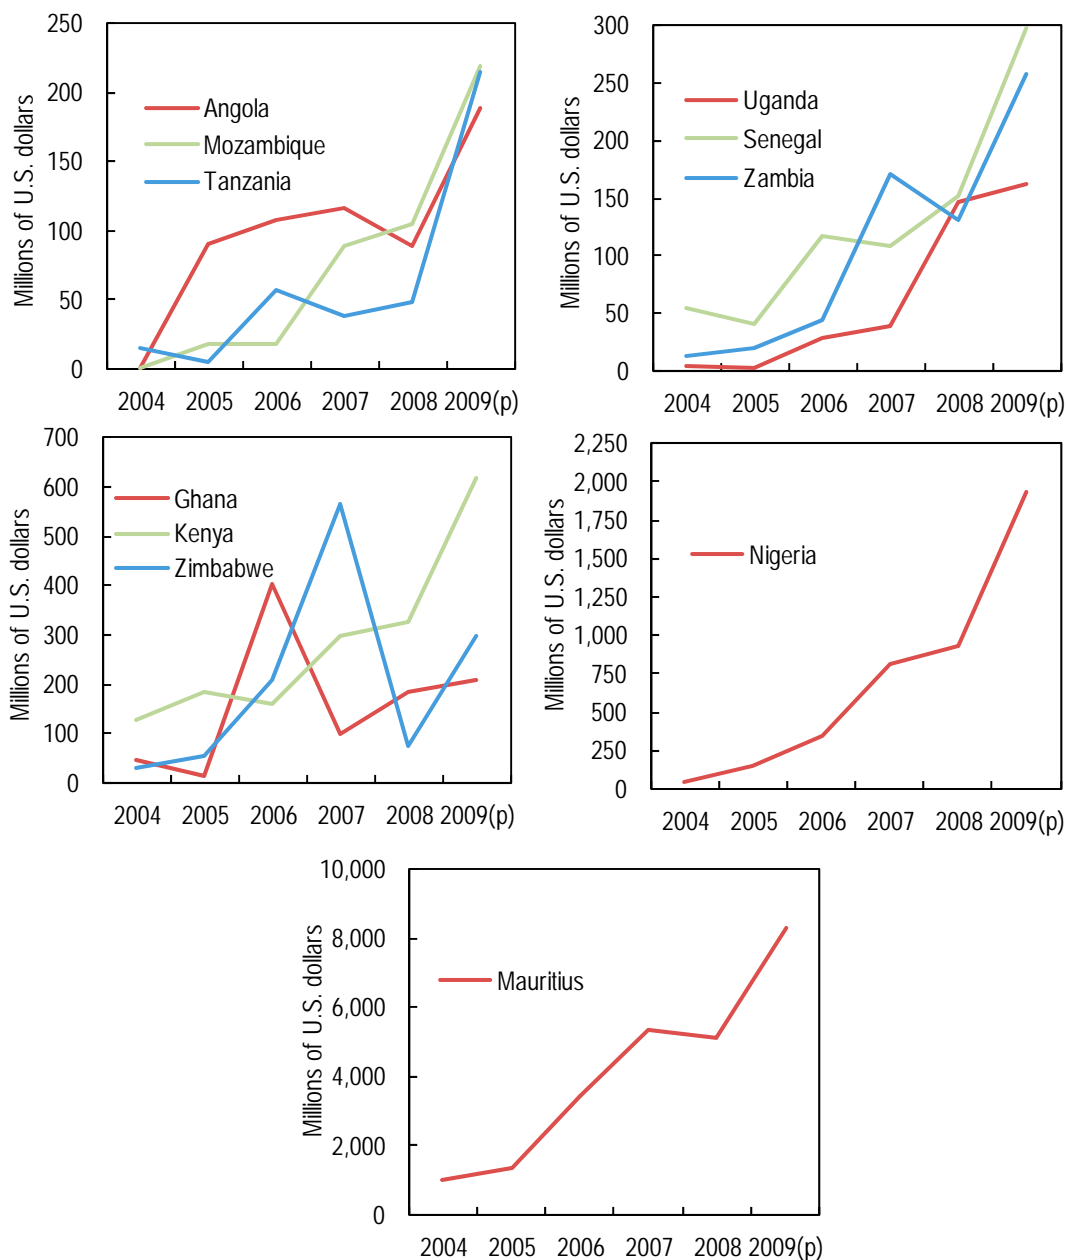 250
200
150
100
50
0
Millions of U.S. dollars
Angola
Mozambique
Tanzania
2004 2005 2006 2007 2008 2009(p)
300
250
200
150
100
50
0
Millions of U.S. dollars
Uganda
Senegal
Zambia
2004 2005 2006 2007 2008 2009(p)
700
600
500
400
300
200
100
0
Millions of U.S. dollars
Ghana
Kenya
Zimbabwe
2004 2005 2006 2007 2008 2009(p)
2,250
2,000
1,750
1,500
1,250
1,000
750
500
250
0
Millions of U.S. dollars
Nigeria
2004 2005 2006 2007 2008 2009(p)
10,000
8,000
6,000
4,000
2,000
0
Millions of U.S. dollars
Mauritius
2004 2005 2006 2007 2008 2009(p)